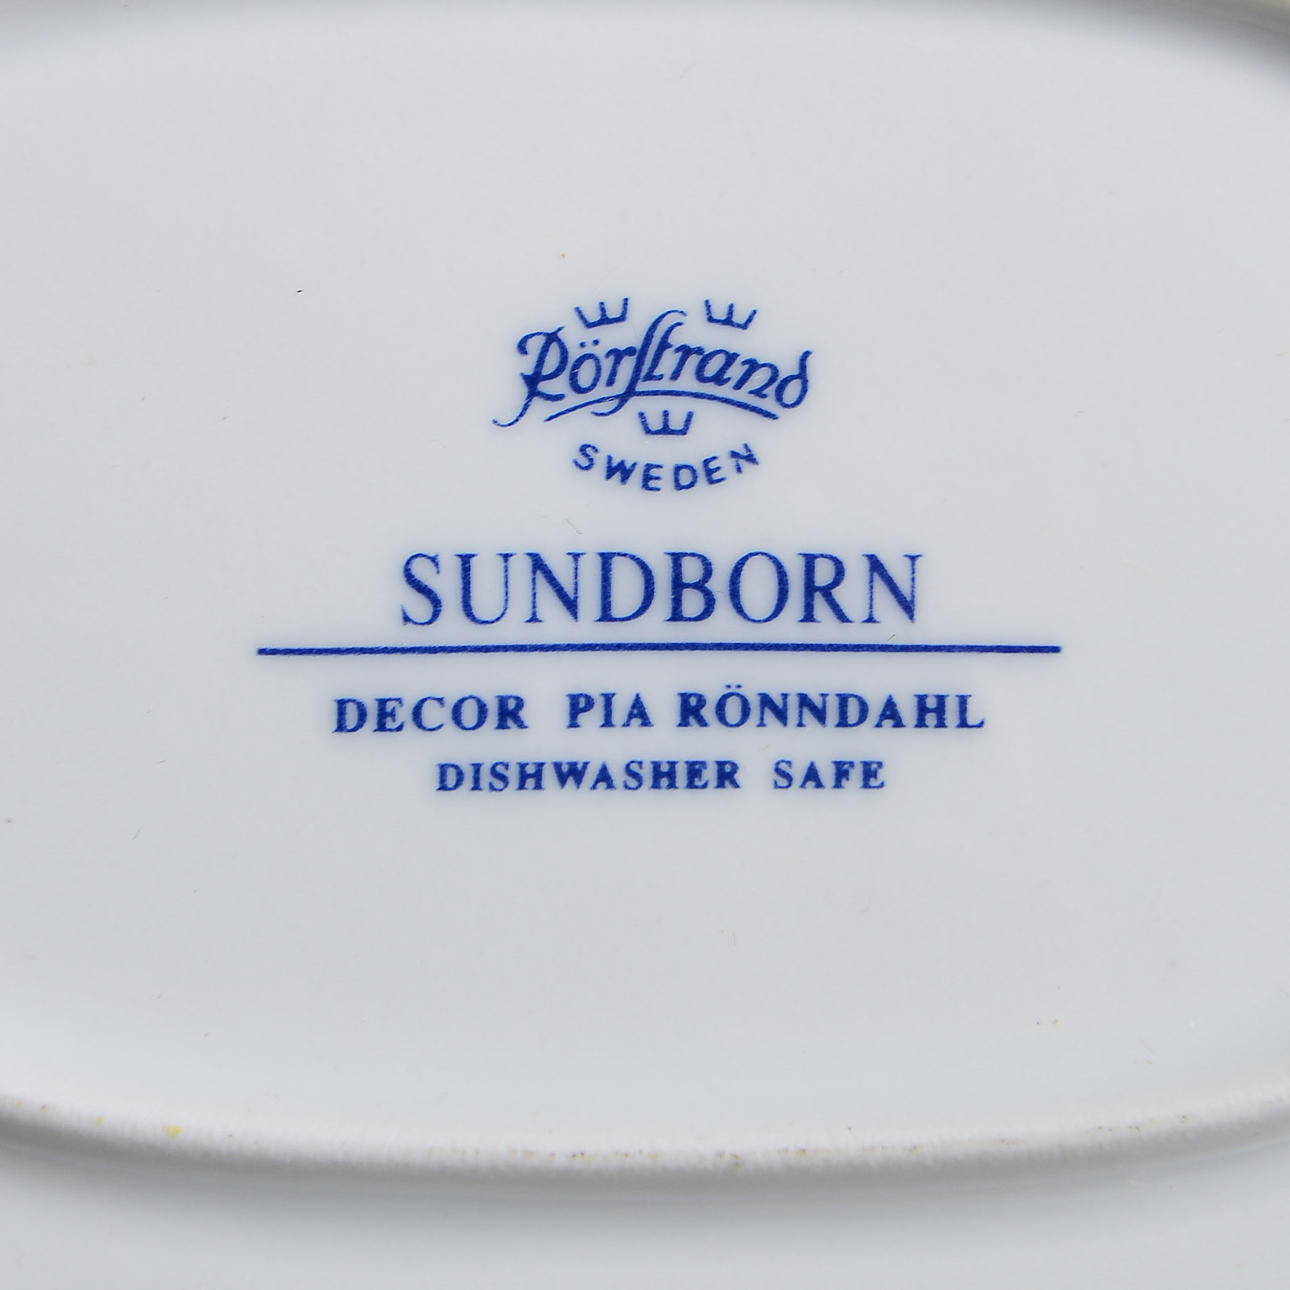 Rörstrand
SWEDEN
SUNDBORN
DECOR PIA RÖNNDAHL
DISHWASHER SAFE